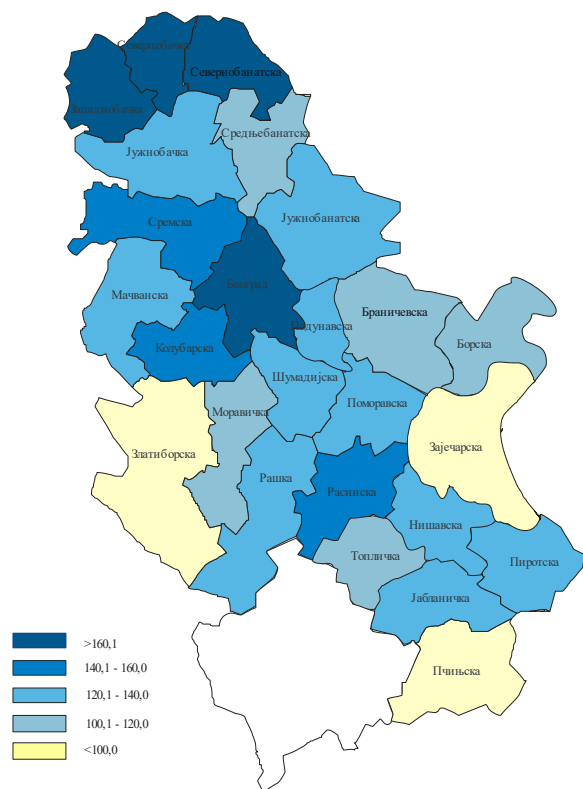 Севернобачка
Севернобанатска
Западнобачка
Средњебанатска
Јужнобачка
Јужнобанатска
Сремска
Београд
Мачванска
Браничевска
Подунавска
Борска
Колубарска
Шумадијска
Поморавска
Моравичка
Златиборска
Зајечарска
Рашка
Расинска
Нишавска
Топличка
Пиротска
Јабланичка
Пчињска
>160,1
140,1 - 160,0
120,1 - 140,0
100,1 - 120,0
<100,0